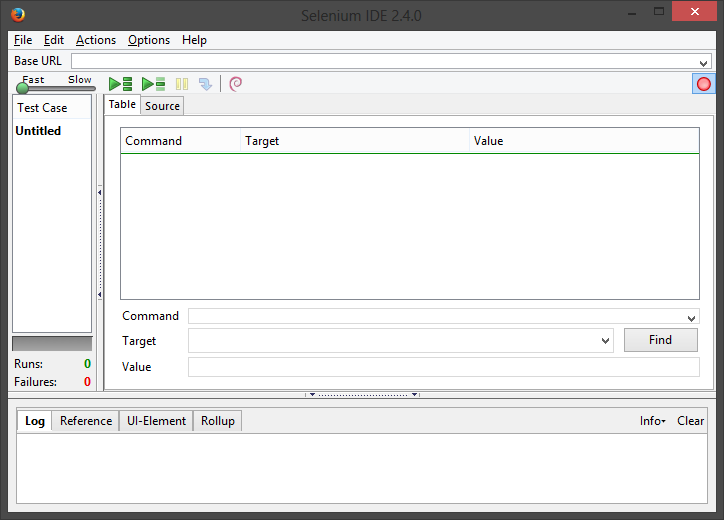 Selenium IDE 2.4.0
File Edit Actions Options Help
Base URL
Fast Slow
Test Case
Untitled
Table Source
Command Target Value
Command
Target Find
Value
Runs: 0
Failures: 0
Log Reference UI-Element Rollup Info Clear